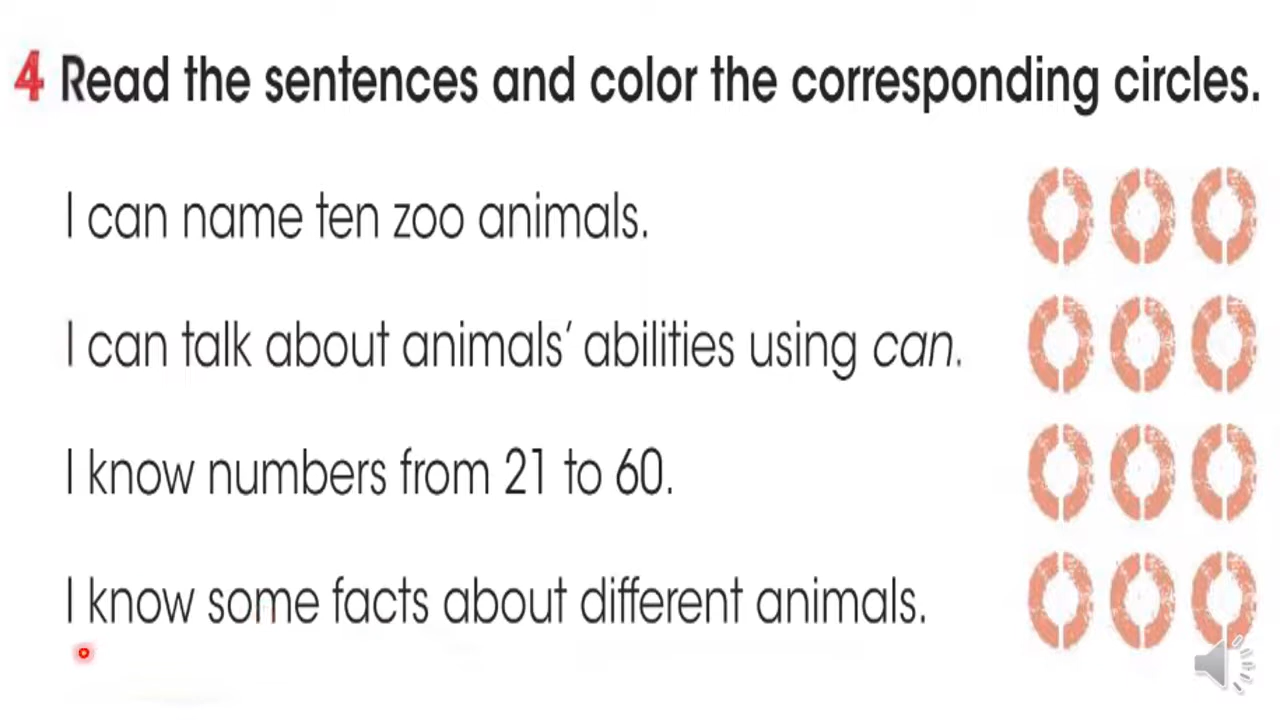 4 Read the sentences and color the corresponding circles.
I can name ten zoo animals.
I can talk about animals' abilities using can.
I know numbers from 21 to 60.
I know some facts about different animals.